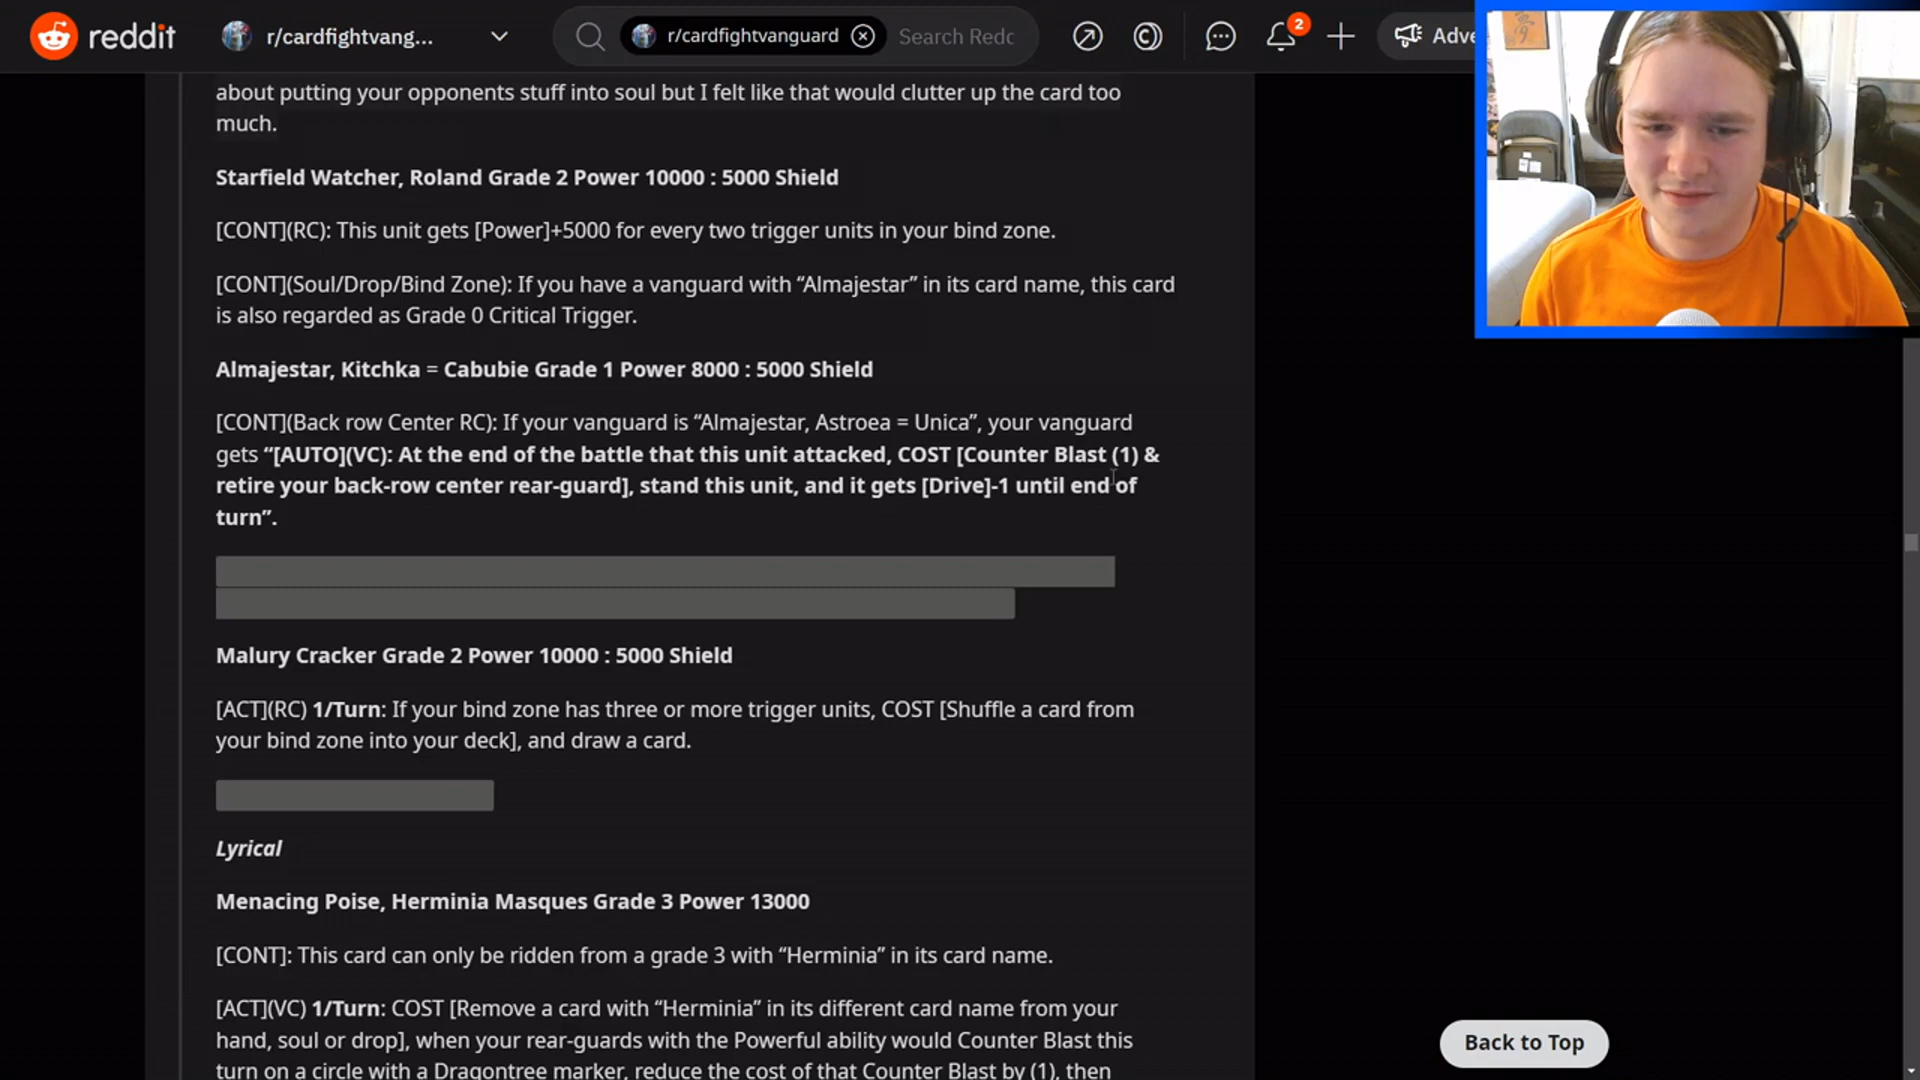 reddit
r/cardfightvang...
r/cardfightvanguard
Search Redc
2
Adve
about putting your opponents stuff into soul but I felt like that would clutter up the card too
much.
Starfield Watcher, Roland Grade 2 Power 10000 : 5000 Shield
[CONT](RC): This unit gets [Power]+5000 for every two trigger units in your bind zone.
[CONT](Soul/Drop/Bind Zone): If you have a vanguard with “Almajestar” in its card name, this card
is also regarded as Grade 0 Critical Trigger.
Almajestar, Kitchka = Cabubie Grade 1 Power 8000 : 5000 Shield
[CONT](Back row Center RC): If your vanguard is “Almajestar, Astroea = Unica”, your vanguard
gets “[AUTO](VC): At the end of the battle that this unit attacked, COST [Counter Blast (1) &
retire your back-row center rear-guard], stand this unit, and it gets [Drive]-1 until end of
turn”.
Malury Cracker Grade 2 Power 10000 : 5000 Shield
[ACT](RC) 1/Turn: If your bind zone has three or more trigger units, COST [Shuffle a card from
your bind zone into your deck], and draw a card.
Lyrical
Menacing Poise, Herminia Masques Grade 3 Power 13000
[CONT]: This card can only be ridden from a grade 3 with “Herminia” in its card name.
[ACT](VC) 1/Turn: COST [Remove a card with “Herminia” in its different card name from your
hand, soul or drop], when your rear-guards with the Powerful ability would Counter Blast this
turn on a circle with a Dragontree marker, reduce the cost of that Counter Blast by (1), then
Back to Top